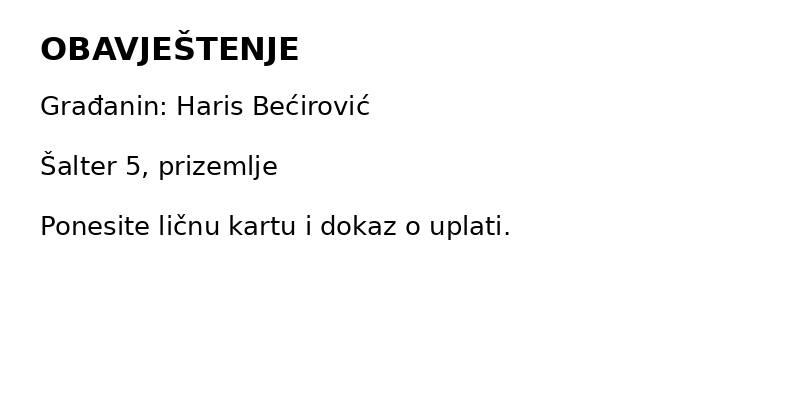 OBAVJEŠTENJE
Građanin: Haris Bećirović
Šalter 5, prizemlje
Ponesite ličnu kartu i dokaz o uplati.